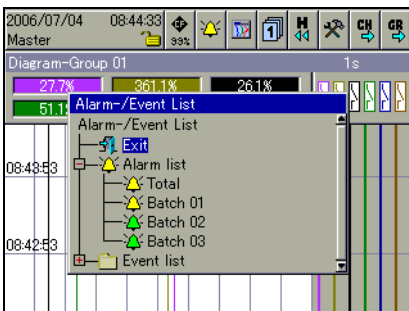 2006/07/04 08:44:33
Master
99%
H
CH
GR
Diagram-Group 01 1s
27.7% 361.1% 26.1%
51.1
Alarm-/Event List
Alarm-/Event List
Exit
Alarm list
Total
Batch 01
Batch 02
Batch 03
Event list
08:43:53
08:42:53